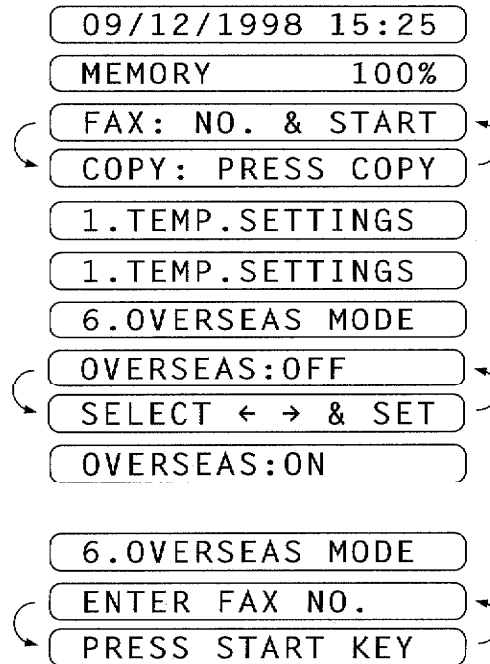 09/12/1998 15:25
MEMORY 100%
FAX: NO. & START
COPY: PRESS COPY
1.TEMP.SETTINGS
1.TEMP.SETTINGS
6.OVERSEAS MODE
OVERSEAS:OFF
SELECT ← → & SET
OVERSEAS:ON
6.OVERSEAS MODE
ENTER FAX NO.
PRESS START KEY